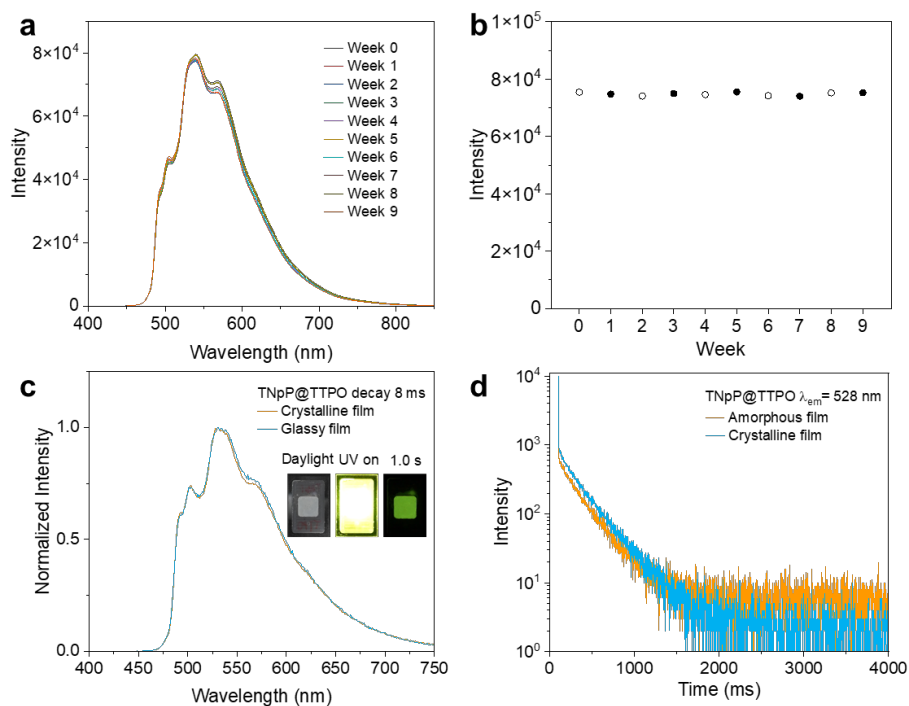 a
8×10⁴
6×10⁴
4×10⁴
2×10⁴
0
Intensity
400 500 600 700 800
Wavelength (nm)
Week 0
Week 1
Week 2
Week 3
Week 4
Week 5
Week 6
Week 7
Week 8
Week 9
b
1×10⁵
8×10⁴
6×10⁴
4×10⁴
2×10⁴
0
Intensity
0 1 2 3 4 5 6 7 8 9
Week
c
1.0
0.5
0.0
Normalized Intensity
400 450 500 550 600 650 700 750
Wavelength (nm)
TNpP@TTPO decay 8 ms
Crystalline film
Glassy film
Daylight UV on 1.0 s
d
10⁴
10³
10²
10¹
10⁰
Intensity
0 1000 2000 3000 4000
Time (ms)
TNpP@TTPO λem= 528 nm
Amorphous film
Crystalline film